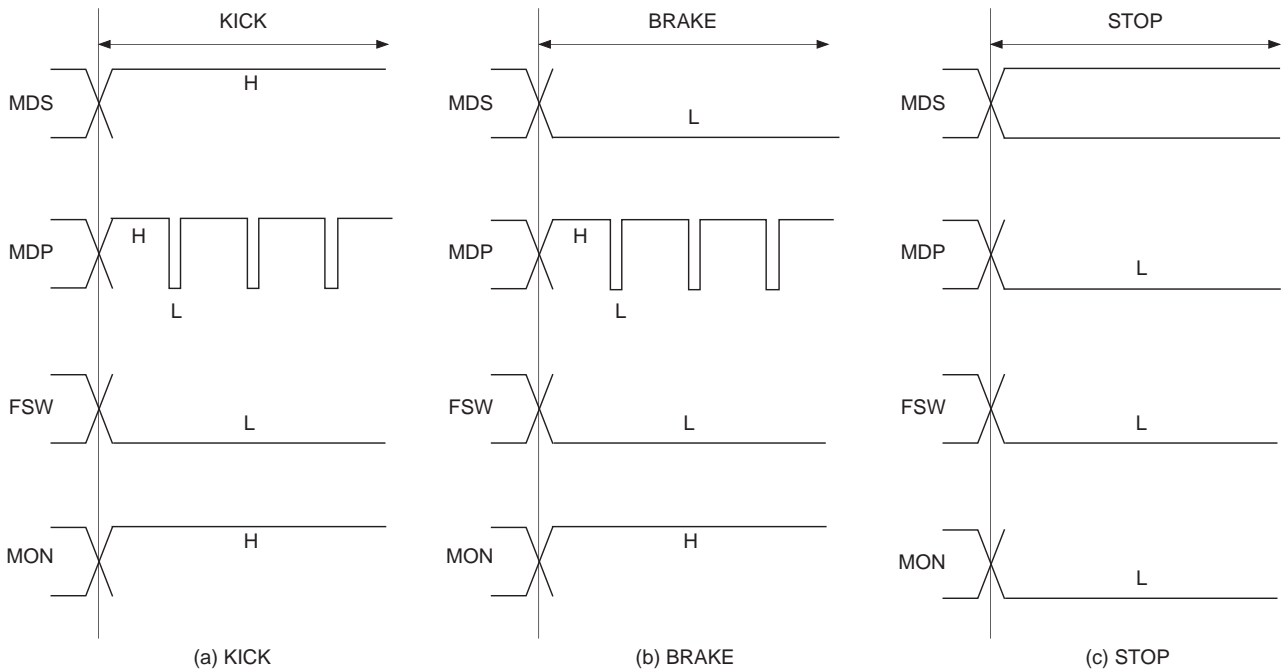 KICK
MDS
H
MDP
H
L
FSW
L
MON
H
(a) KICK
BRAKE
MDS
L
MDP
H
L
FSW
L
MON
H
(b) BRAKE
STOP
MDS
MDP
L
FSW
L
MON
L
(c) STOP